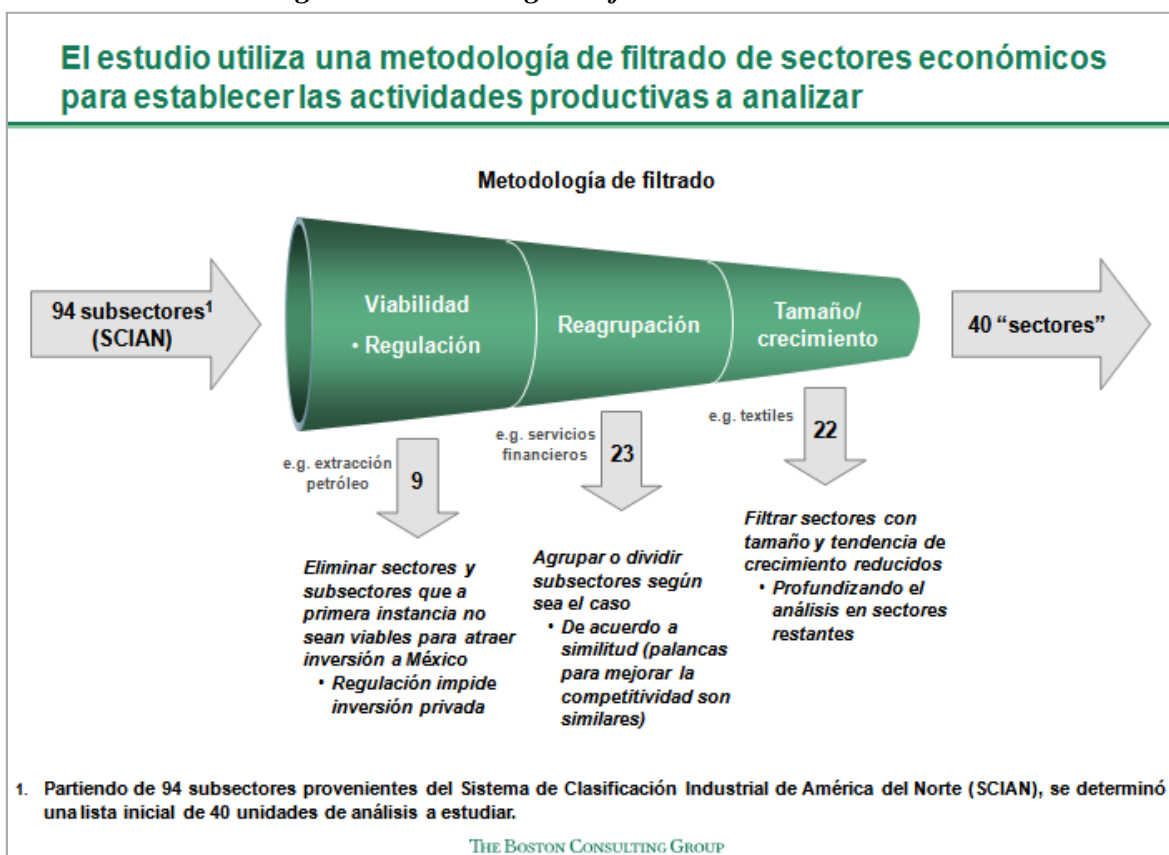 El estudio utiliza una metodología de filtrado de sectores económicos
para establecer las actividades productivas a analizar
Metodología de filtrado
94 subsectores¹
(SCIAN)
Viabilidad
• Regulación
Reagrupación
Tamaño/
crecimiento
40 “sectores”
e.g. extracción
petróleo
9
e.g. servicios
financieros
23
e.g. textiles
22
Eliminar sectores y
subsectores que a
primera instancia no
sean viables para atraer
inversión a México
• Regulación impide
inversión privada
Agrupar o dividir
subsectores según
sea el caso
• De acuerdo a
similitud (palancas
para mejorar la
competitividad son
similares)
Filtrar sectores con
tamaño y tendencia de
crecimiento reducidos
• Profundizando el
análisis en sectores
restantes
1. Partiendo de 94 subsectores provenientes del Sistema de Clasificación Industrial de América del Norte (SCIAN), se determinó
una lista inicial de 40 unidades de análisis a estudiar.
THE BOSTON CONSULTING GROUP